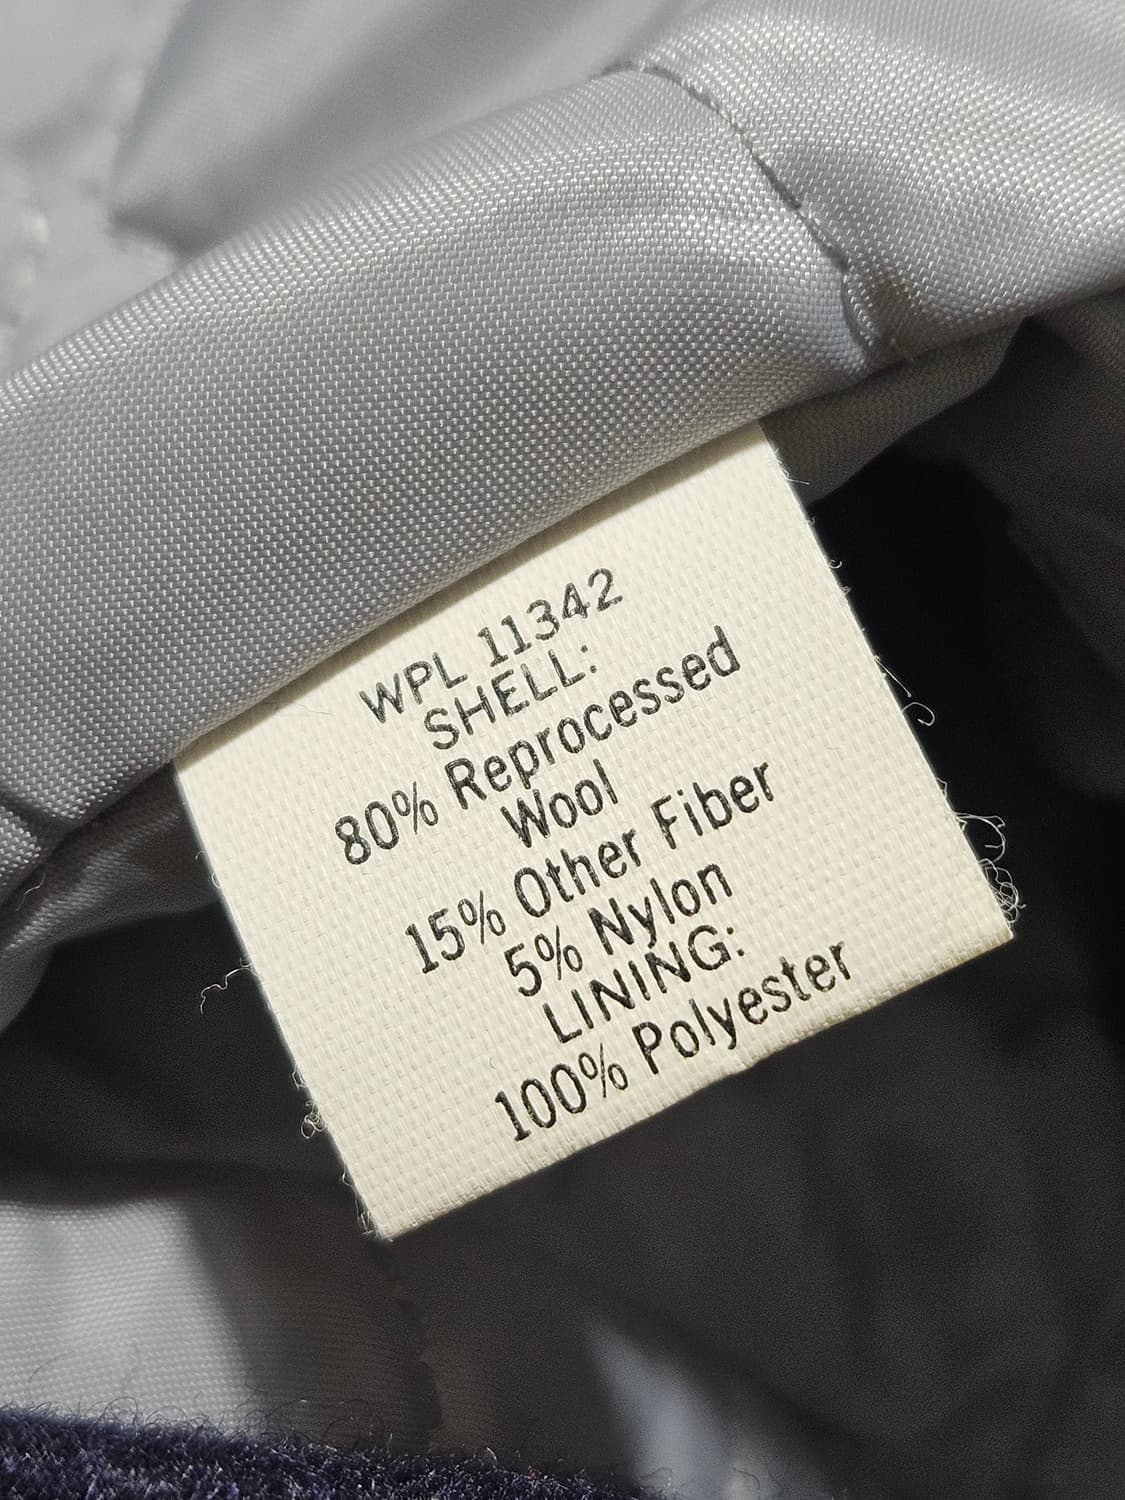 WPL 11342
SHELL:
80% Reprocessed
Wool
15% Other Fiber
5% Nylon
LINING:
100% Polyester